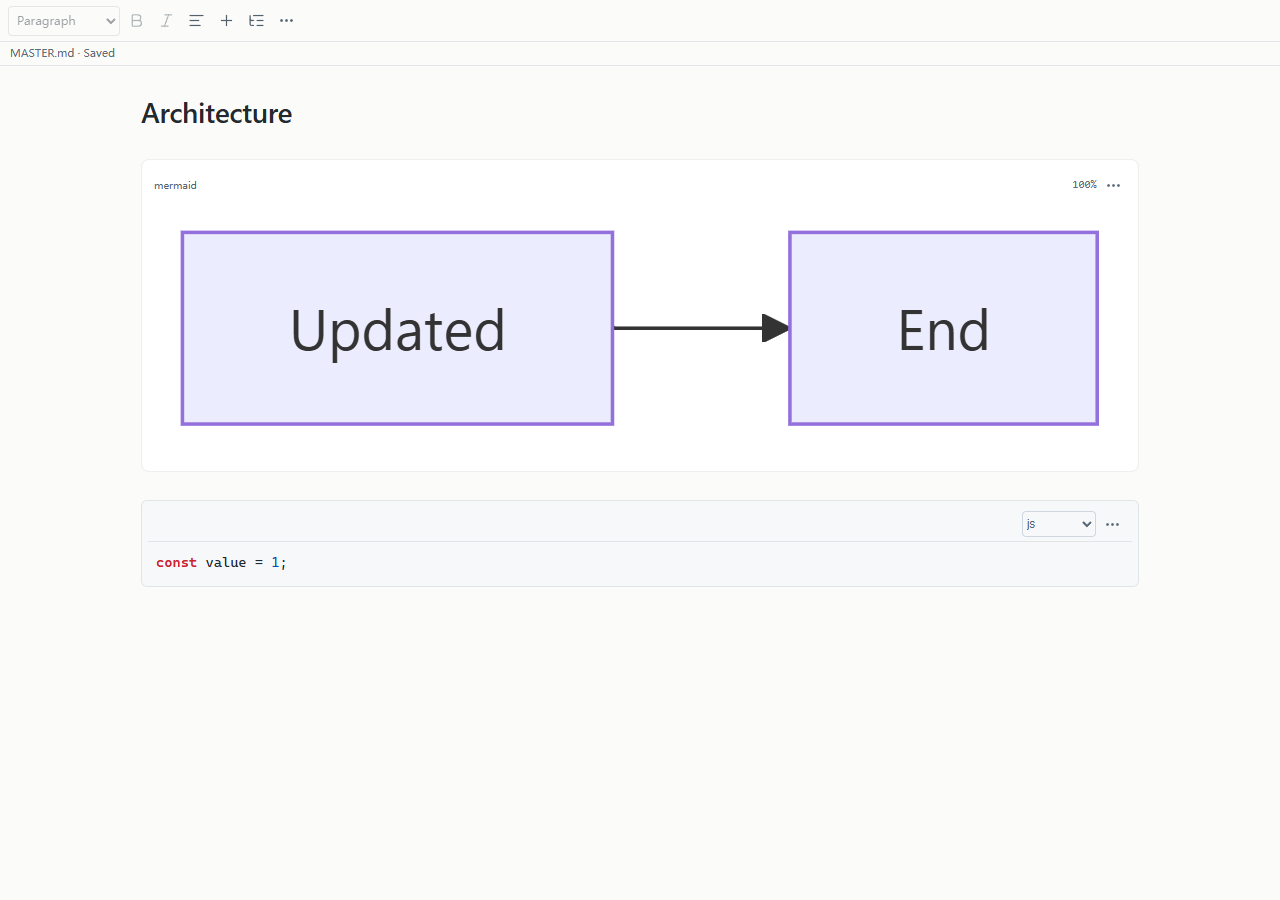 Paragraph
MASTER.md · Saved
Architecture
mermaid
100%
Updated
End
js
const value = 1;